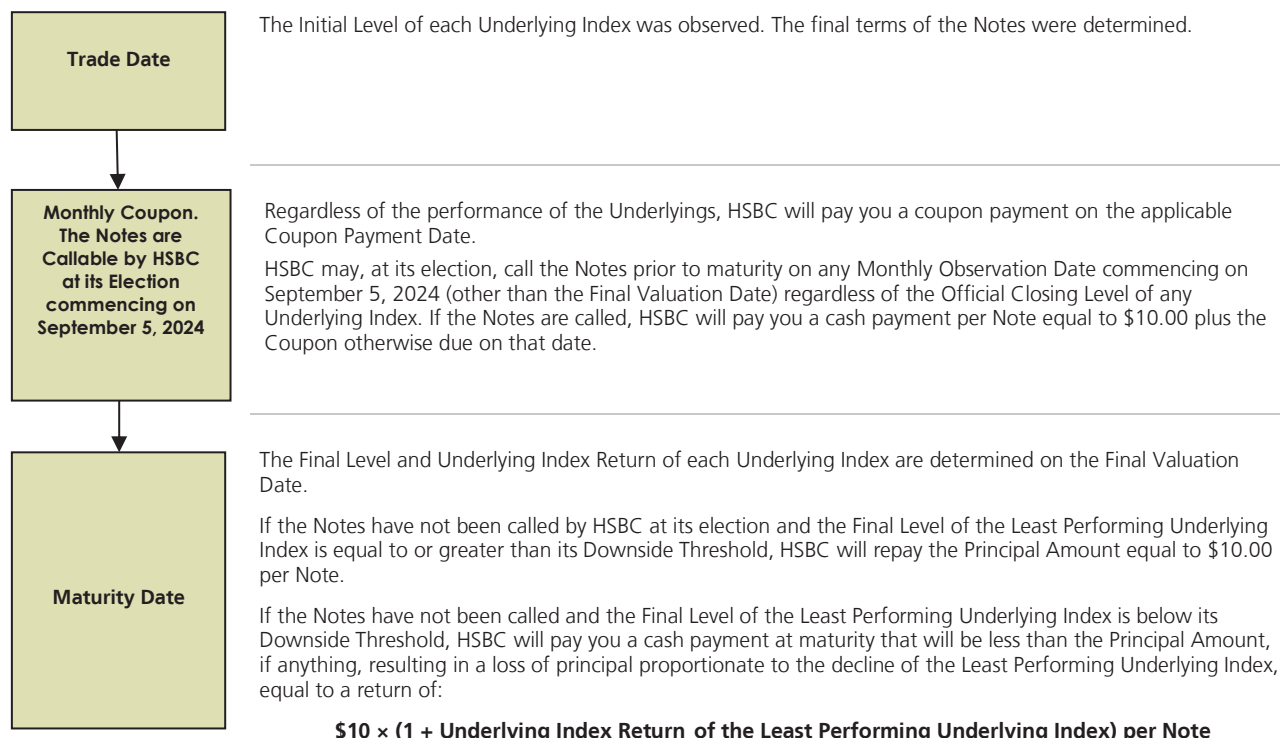 Trade Date
The Initial Level of each Underlying Index was observed. The final terms of the Notes were determined.
Monthly Coupon.
The Notes are
Callable by HSBC
at its Election
commencing on
September 5, 2024
Regardless of the performance of the Underlyings, HSBC will pay you a coupon payment on the applicable
Coupon Payment Date.
HSBC may, at its election, call the Notes prior to maturity on any Monthly Observation Date commencing on
September 5, 2024 (other than the Final Valuation Date) regardless of the Official Closing Level of any
Underlying Index. If the Notes are called, HSBC will pay you a cash payment per Note equal to $10.00 plus the
Coupon otherwise due on that date.
Maturity Date
The Final Level and Underlying Index Return of each Underlying Index are determined on the Final Valuation
Date.
If the Notes have not been called by HSBC at its election and the Final Level of the Least Performing Underlying
Index is equal to or greater than its Downside Threshold, HSBC will repay the Principal Amount equal to $10.00
per Note.
If the Notes have not been called and the Final Level of the Least Performing Underlying Index is below its
Downside Threshold, HSBC will pay you a cash payment at maturity that will be less than the Principal Amount,
if anything, resulting in a loss of principal proportionate to the decline of the Least Performing Underlying Index,
equal to a return of:
$10 × (1 + Underlying Index Return of the Least Performing Underlying Index) per Note